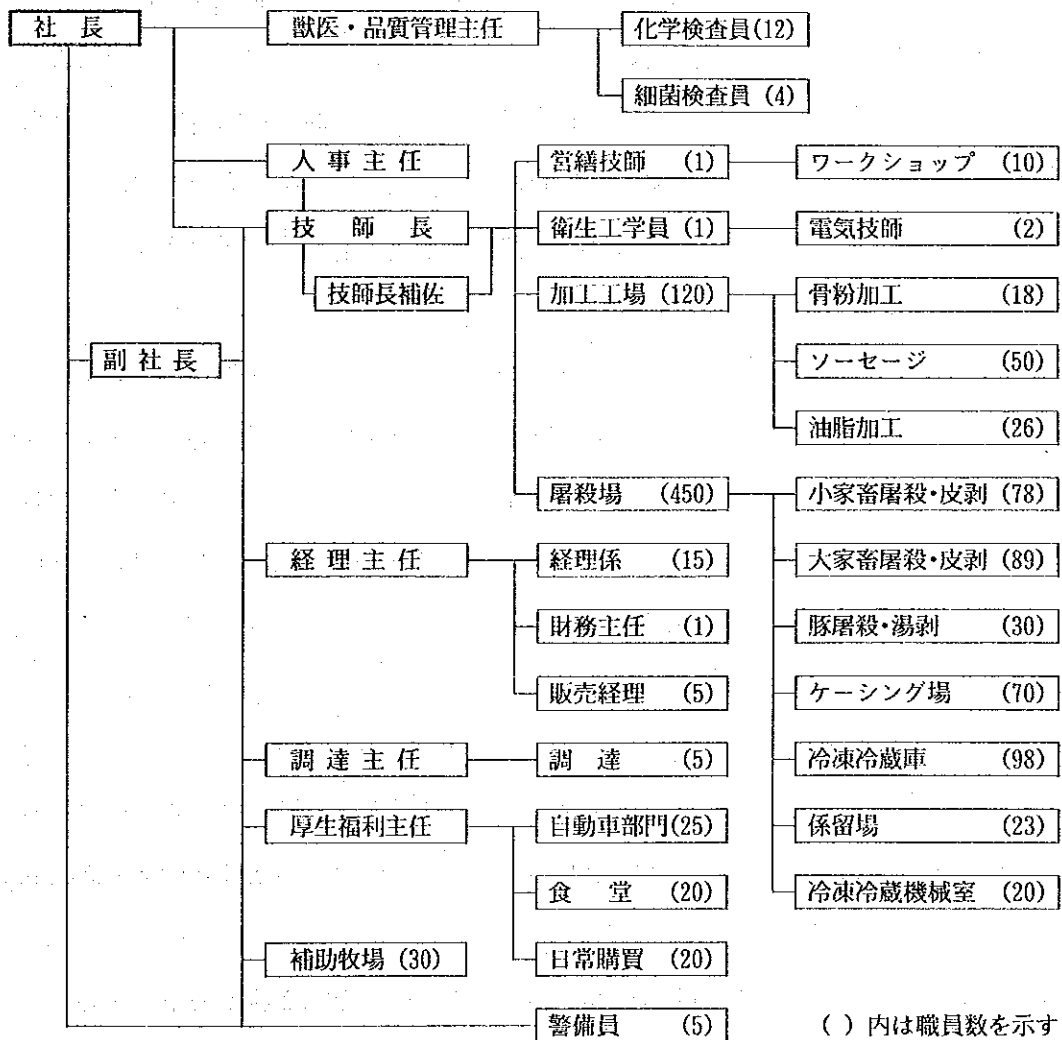 社長 獣医・品質管理主任 化学検査員(12)
細菌検査員 (4)
人事主任 営繕技師 (1) ワークショップ (10)
技師長 衛生工学員 (1) 電気技師 (2)
技師長補佐 加工工場 (120) 骨粉加工 (18)
副社長 ソーセージ (50)
油脂加工 (26)
屠殺場 (450) 小家畜屠殺・皮剥 (78)
経理主任 経理係 (15) 大家畜屠殺・皮剥 (89)
財務主任 (1) 豚屠殺・湯剥 (30)
販売経理 (5) ケーシング場 (70)
調達主任 調達 (5) 冷凍冷蔵庫 (98)
厚生福利主任 自動車部門(25) 係留場 (23)
食堂 (20) 冷凍冷蔵機械室 (20)
補助牧場 (30) 日常購買 (20)
警備員 (5) ( ) 内は職員数を示す